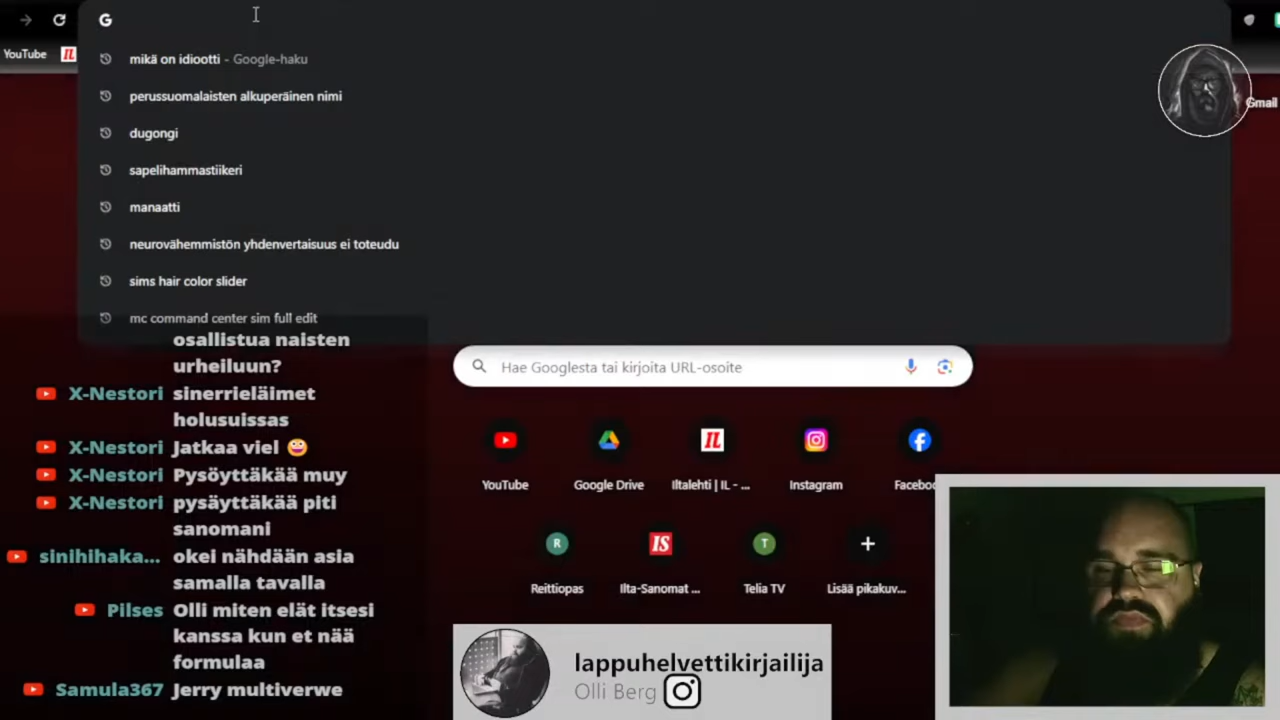 YouTube
IL
G
mikä on idiootti - Google-haku
perussuomalaisten alkuperäinen nimi
dugongi
sapelihammastiikeri
manaatti
neurovähemmistön yhdenvertaisuus ei toteudu
sims hair color slider
mc command center sim full edit
Gmail
Hae Googlesta tai kirjoita URL-osoite
IL
YouTube
Google Drive
Iltalehti | IL - ...
Instagram
Faceboo
R
IS
T
Reittiopas
Ilta-Sanomat ...
Telia TV
Lisää pikakuv...
osallistua naisten
urheiluun?
X-Nestori sinerrieläimet
holusuissas
X-Nestori Jatkaa viel
X-Nestori Pysöyttäkää muy
X-Nestori pysäyttäkää piti
sanomani
sinihihaka... okei nähdään asia
samalla tavalla
Pilses Olli miten elät itsesi
kanssa kun et nää
formulaa
Samula367 Jerry multiverwe
lappuhelvettikirjailija
Olli Berg